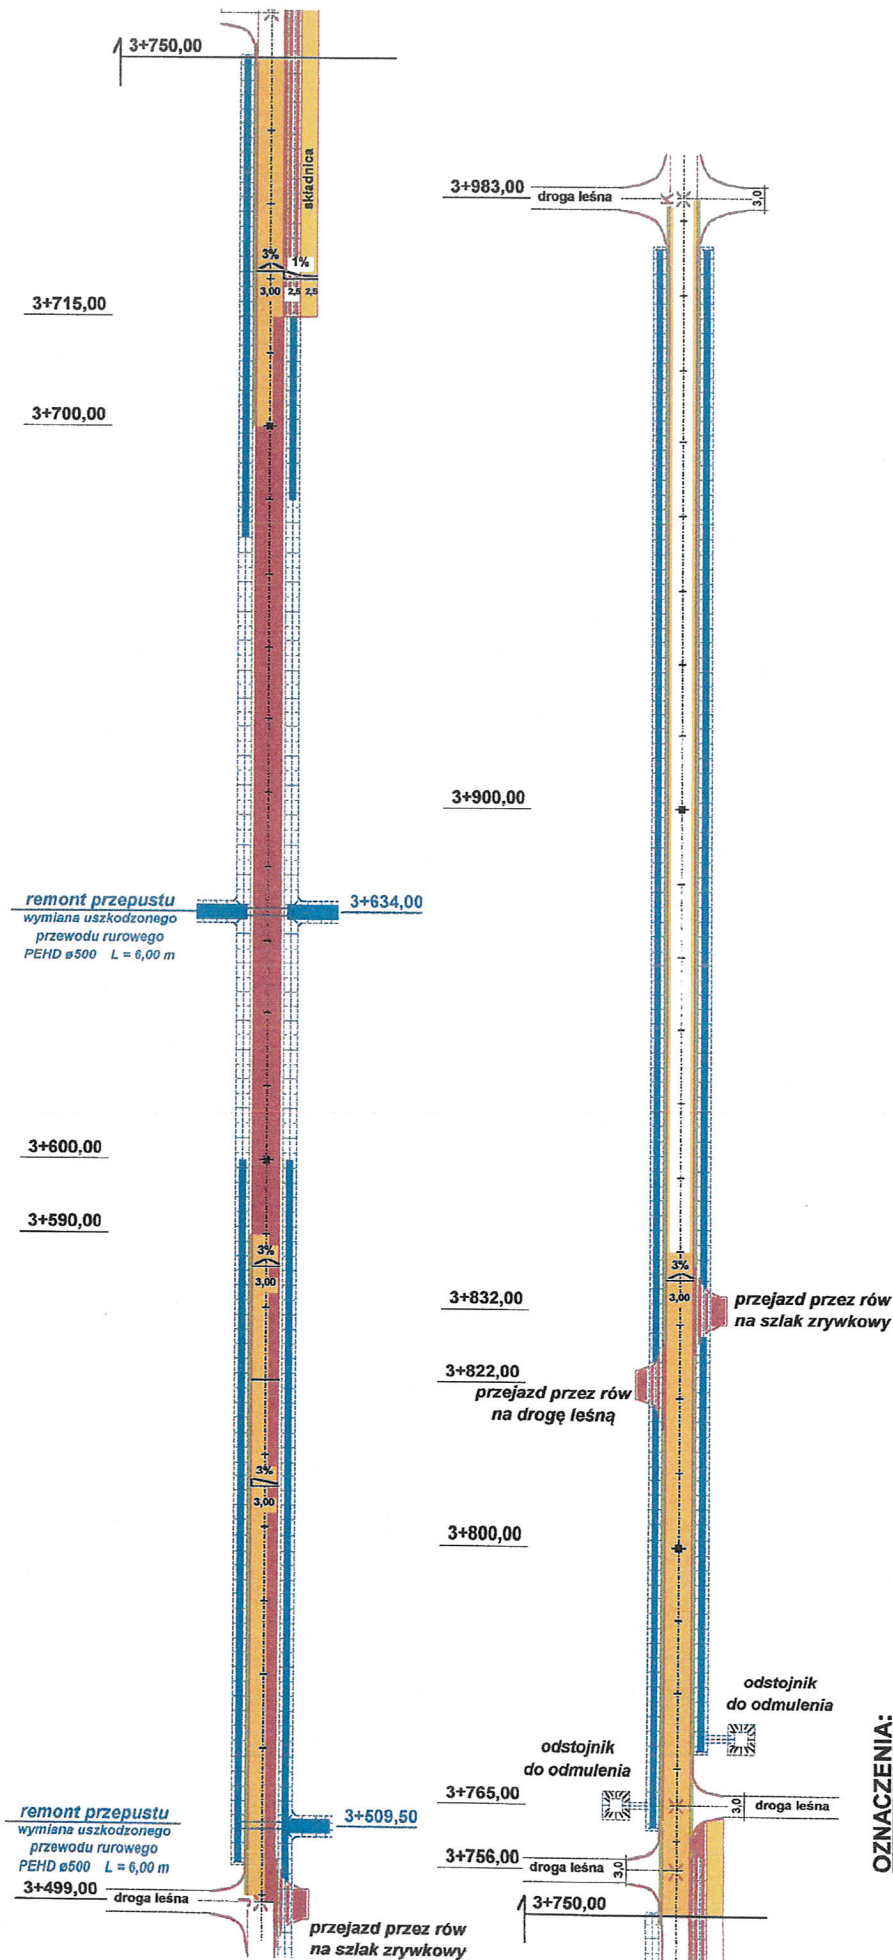 3+750,00
składnica
3%
1%
3,00
2,5 2,5
3+715,00
3+700,00
remont przepustu
wymiana uszkodzonego
przewodu rurowego
PEHD ø500 L = 6,00 m
3+634,00
3+600,00
3+590,00
3%
3,00
3%
3,00
remont przepustu
wymiana uszkodzonego
przewodu rurowego
PEHD ø500 L = 6,00 m
3+509,50
3+499,00
droga leśna
przejazd przez rów
na szlak zrywkowy
3+983,00
droga leśna
K
3,0
3+900,00
3%
3,00
3+832,00
przejazd przez rów
na szlak zrywkowy
3+822,00
przejazd przez rów
na drogę leśną
3+800,00
odstojnik
do odmulenia
odstojnik
do odmulenia
3+765,00
3,0
droga leśna
3+756,00
droga leśna
3,0
3+750,00
OZNACZENIA: